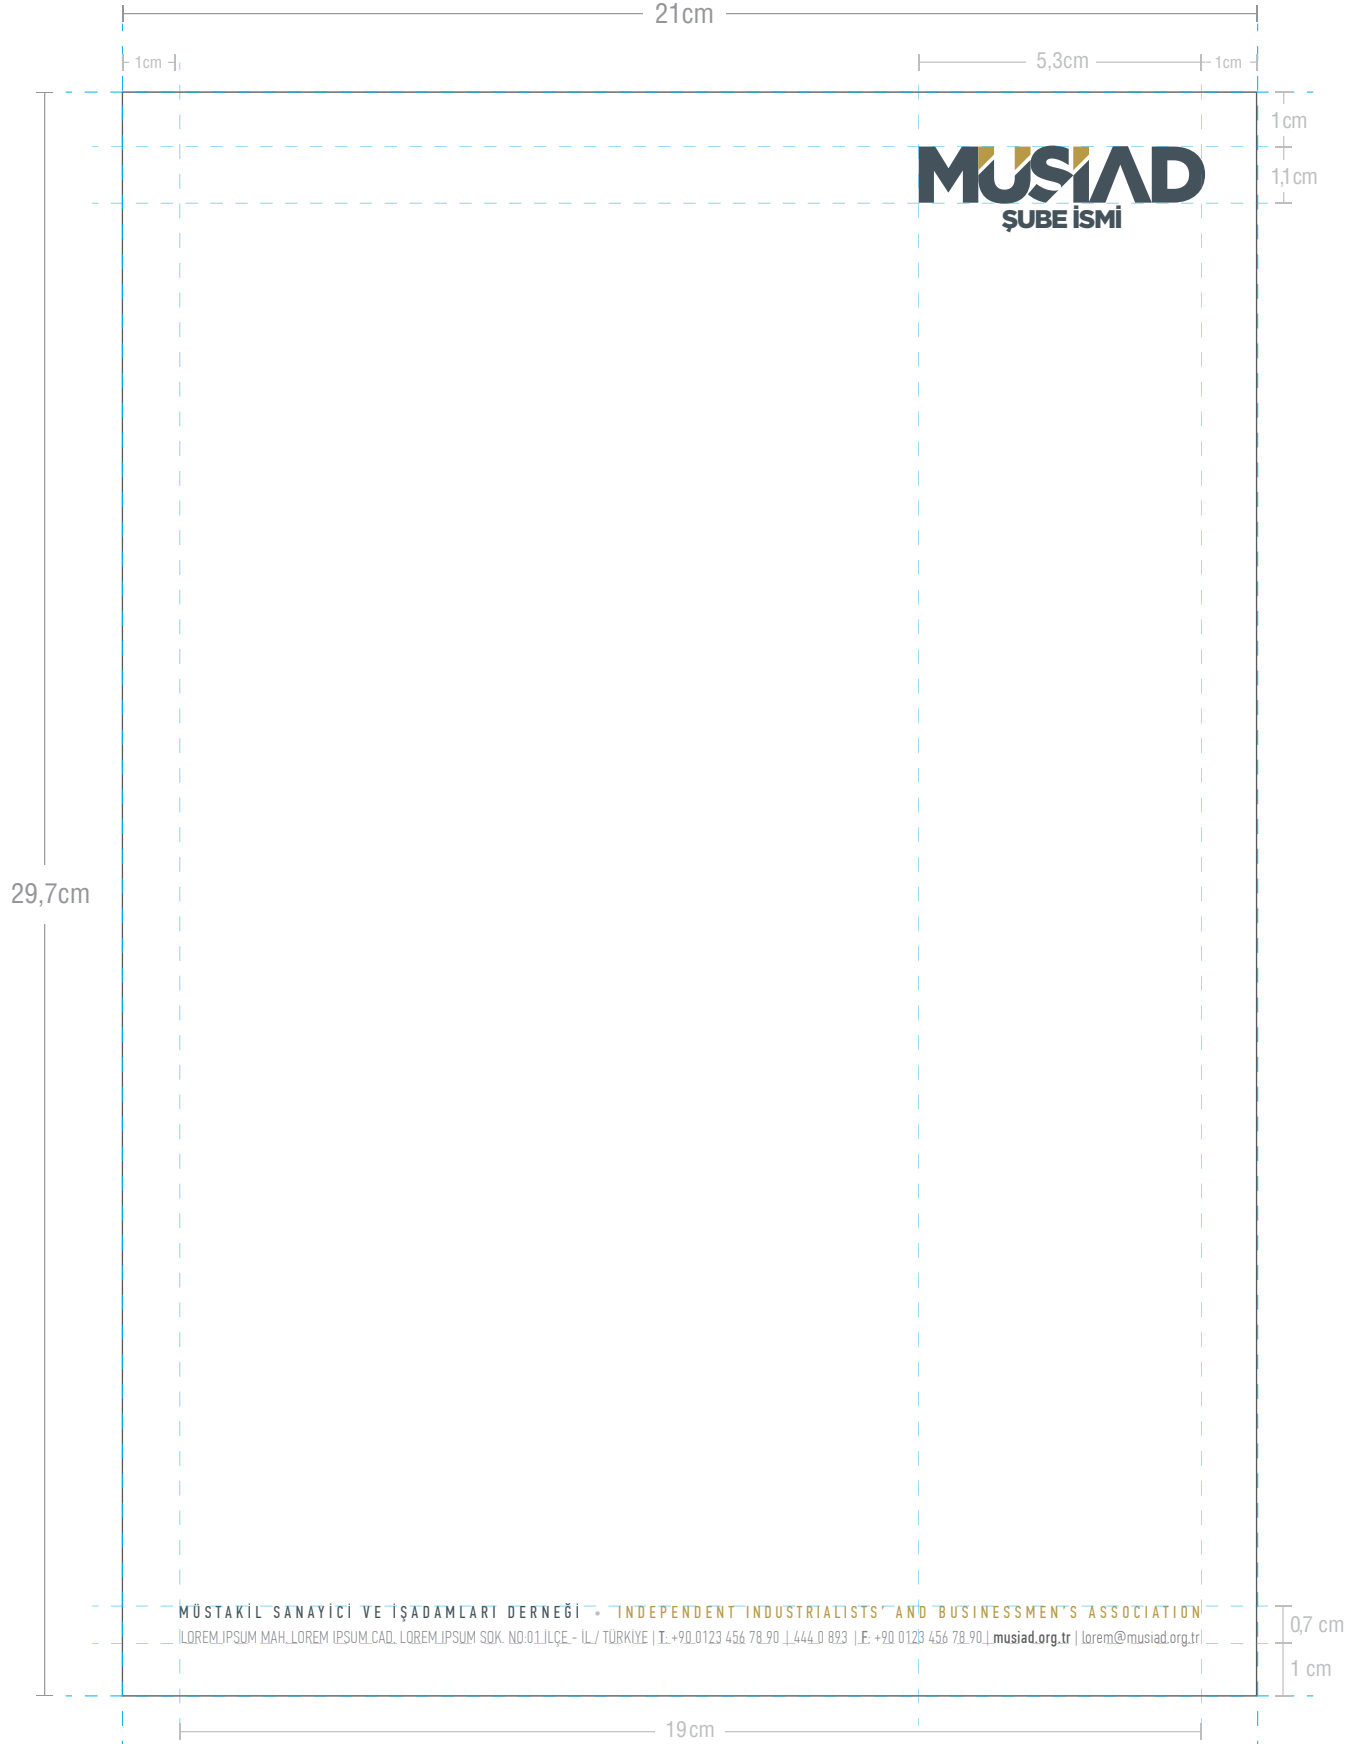 21cm
1cm
5,3cm
1cm
1cm
MÜSİAD
1,1cm
ŞUBE İSMİ
29,7cm
MÜSTAKİL SANAYİCİ VE İŞADAMLARI DERNEĞİ • INDEPENDENT INDUSTRIALISTS' AND BUSINESSMEN'S ASSOCIATION
0,7 cm
LOREM IPSUM MAH. LOREM IPSUM CAD. LOREM IPSUM SOK. NO:01 İLÇE - İL / TÜRKİYE | T: +90 0123 456 78 90 | 444 0 893 | F: +90 0123 456 78 90 | musiad.org.tr | lorem@musiad.org.tr
1 cm
19cm